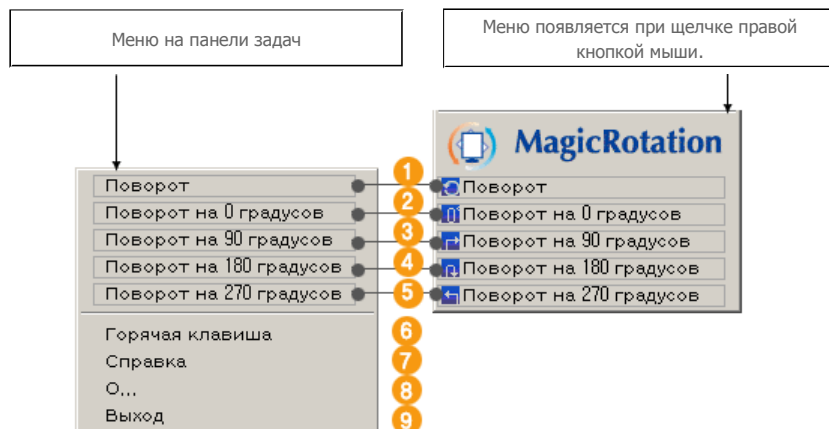 Меню на панели задач
Меню появляется при щелчке правой
кнопкой мыши.
MagicRotation
Поворот
1
Поворот
Поворот на 0 градусов
2
Поворот на 0 градусов
Поворот на 90 градусов
3
Поворот на 90 градусов
Поворот на 180 градусов
4
Поворот на 180 градусов
Поворот на 270 градусов
5
Поворот на 270 градусов
Горячая клавиша
6
Справка
7
О...
8
Выход
9